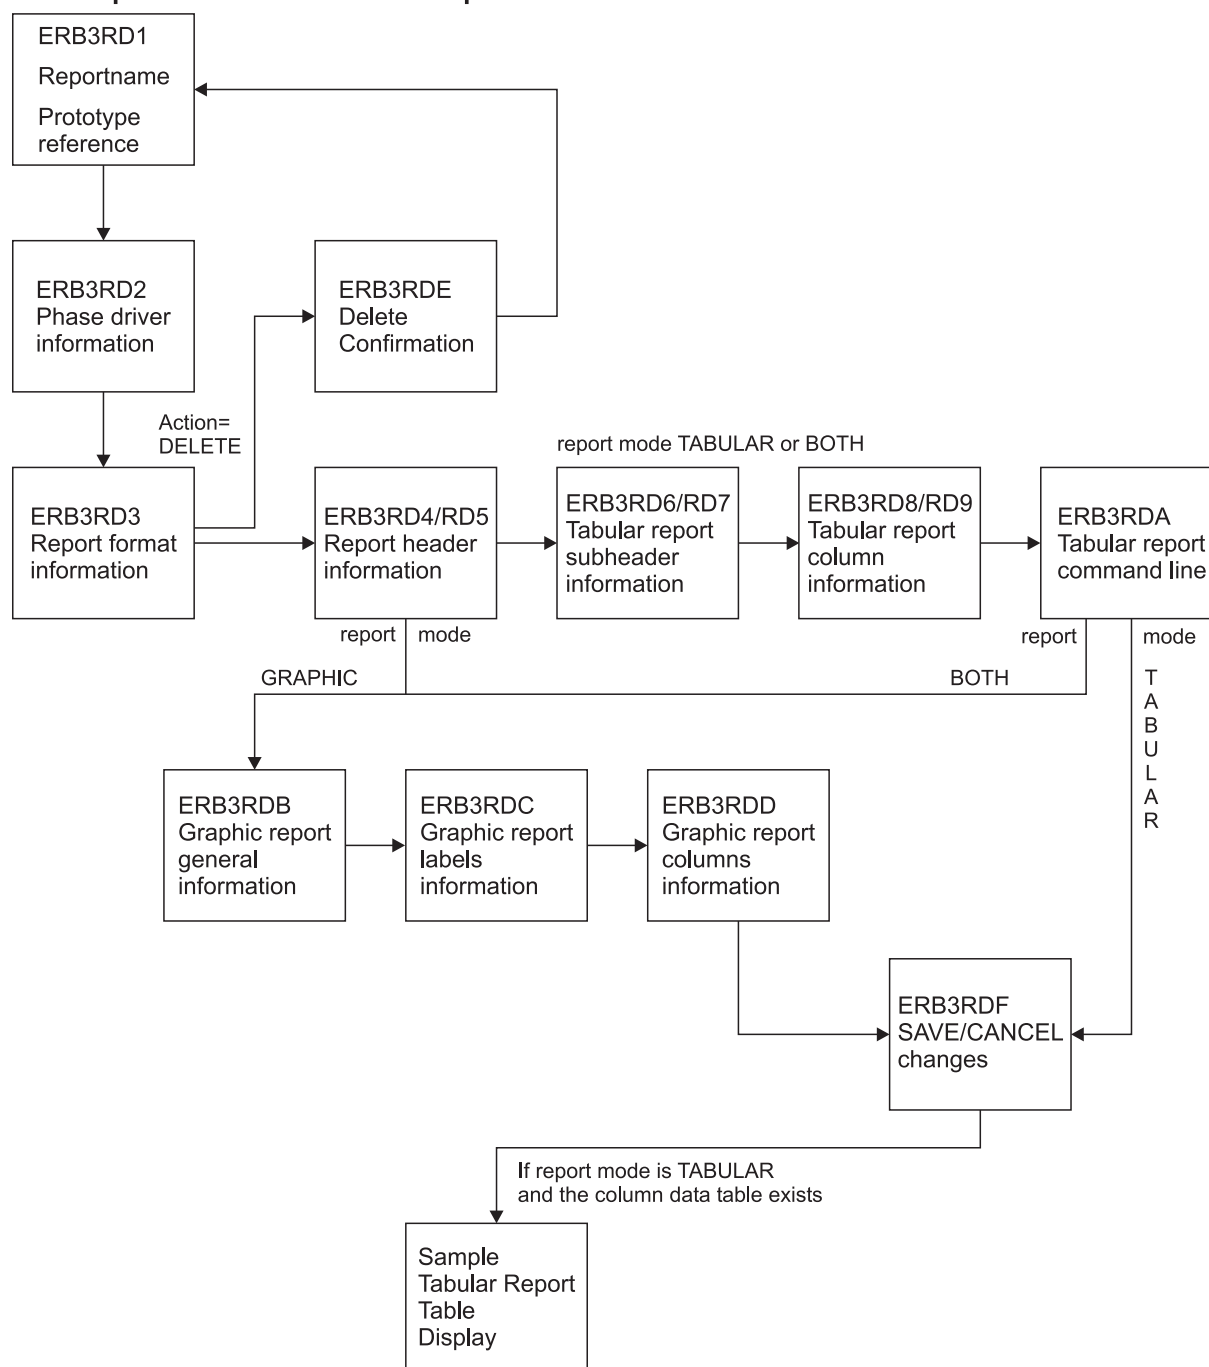 ERB3RD1
Reportname
Prototype
reference
ERB3RD2
Phase driver
information
ERB3RDE
Delete
Confirmation
Action=
DELETE
report mode TABULAR or BOTH
ERB3RD3
Report format
information
ERB3RD4/RD5
Report header
information
ERB3RD6/RD7
Tabular report
subheader
information
ERB3RD8/RD9
Tabular report
column
information
ERB3RDA
Tabular report
command line
report mode
report mode
GRAPHIC
BOTH
T
A
B
U
L
A
R
ERB3RDB
Graphic report
general
information
ERB3RDC
Graphic report
labels
information
ERB3RDD
Graphic report
columns
information
ERB3RDF
SAVE/CANCEL
changes
If report mode is TABULAR
and the column data table exists
Sample
Tabular Report
Table
Display